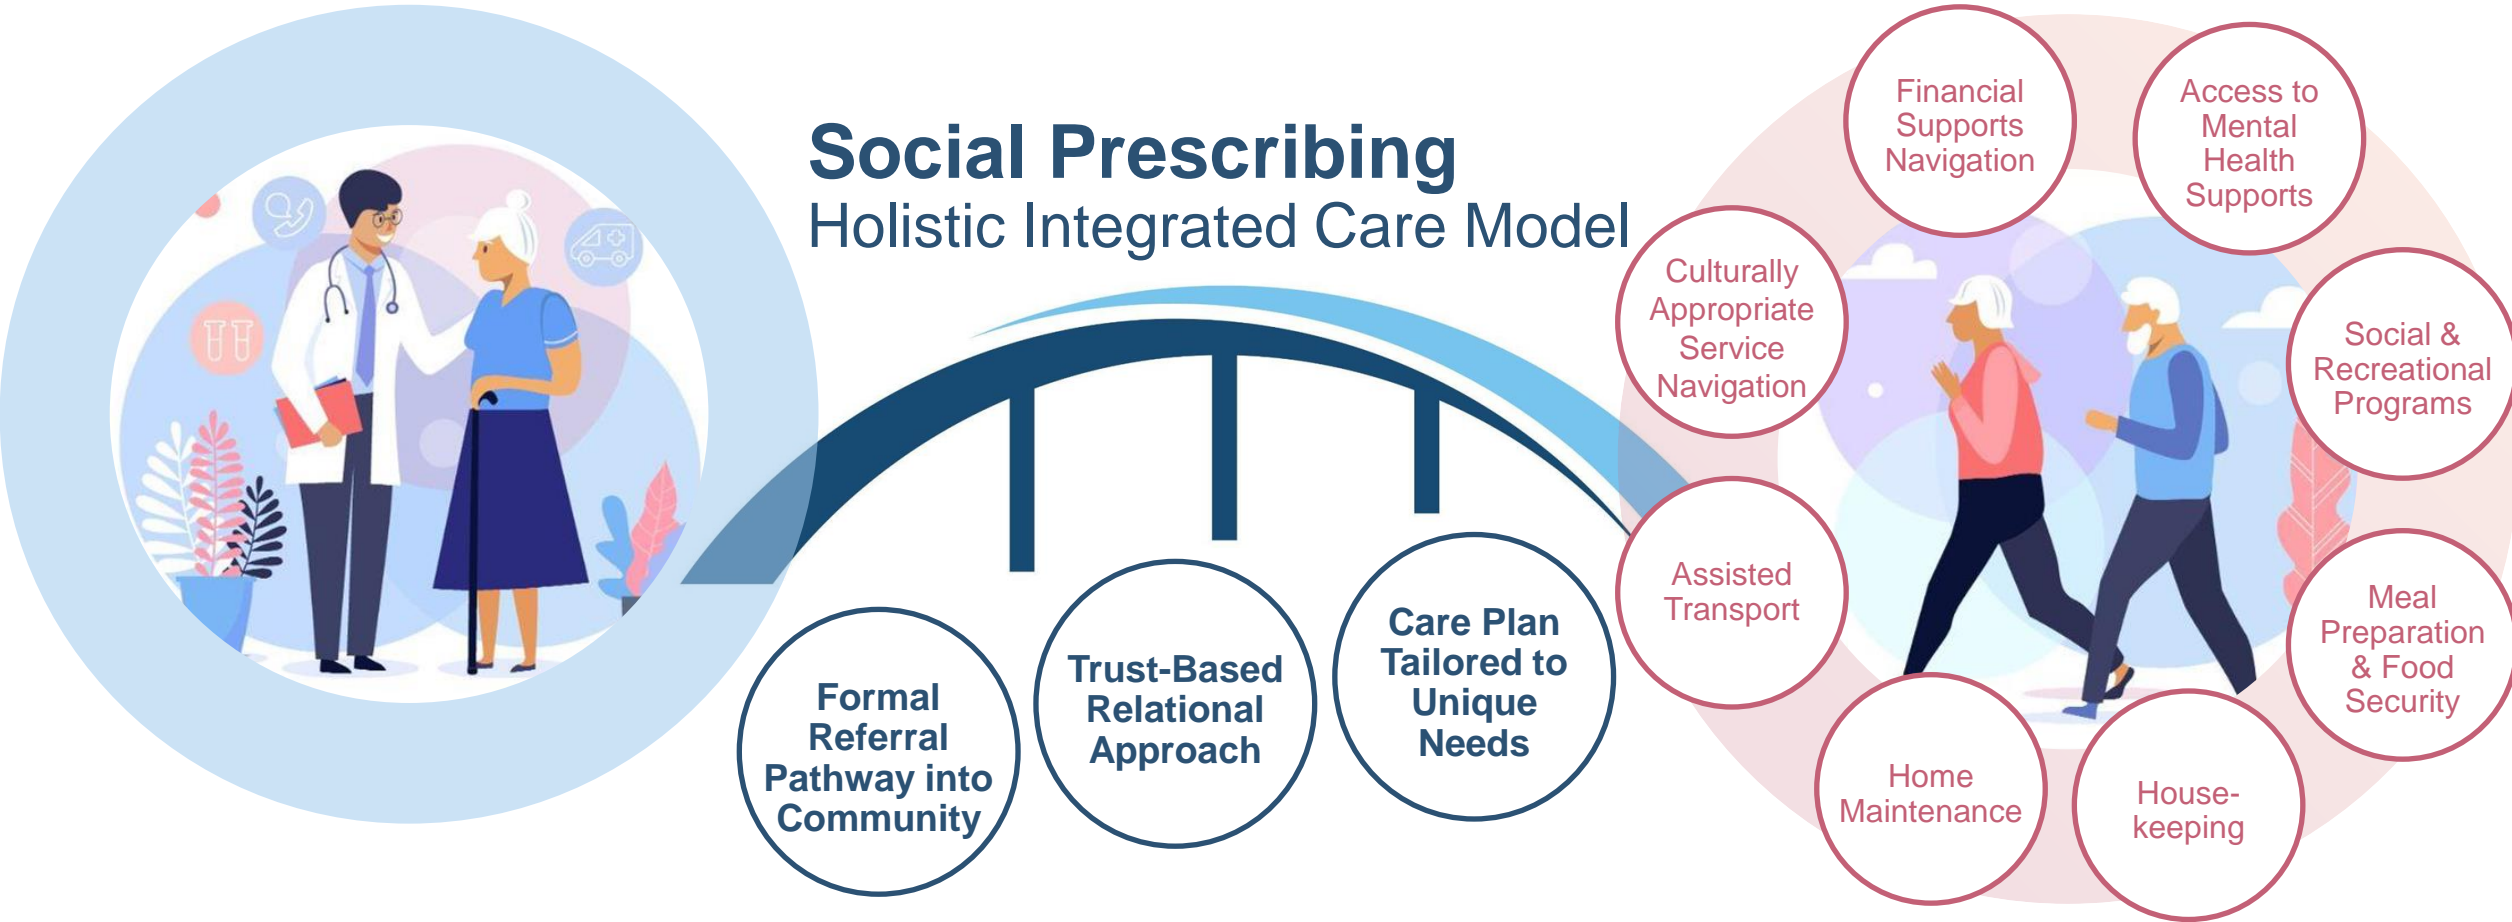 Social Prescribing
Holistic Integrated Care Model
Formal
Referral
Pathway into
Community
Trust-Based
Relational
Approach
Care Plan
Tailored to
Unique
Needs
Financial
Supports
Navigation
Access to
Mental
Health
Supports
Social &
Recreational
Programs
Meal
Preparation
& Food
Security
House-
keeping
Home
Maintenance
Assisted
Transport
Culturally
Appropriate
Service
Navigation